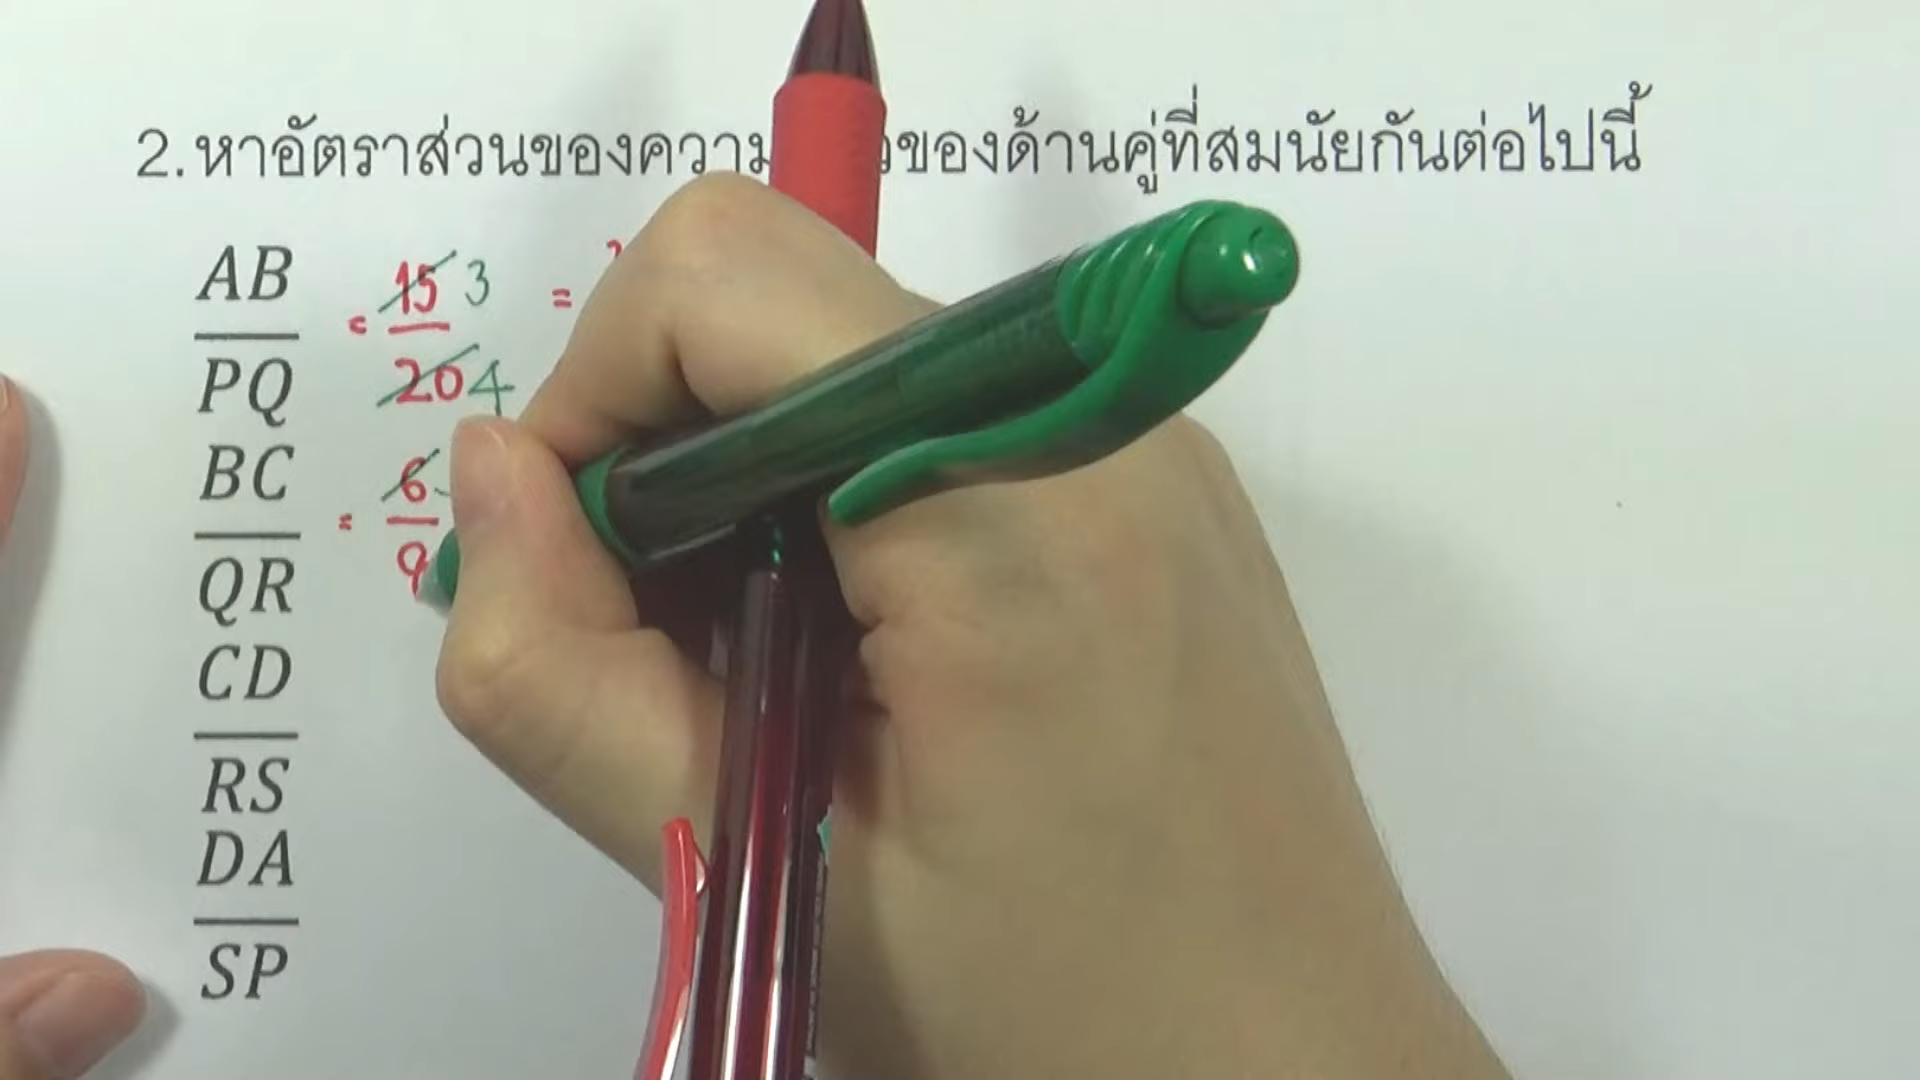 2. หาอัตราส่วนของความ ของด้านคู่ที่สมนัยกันต่อไปนี้
AB = 15 3 =
PQ 20 4
BC = 6
QR 9
CD
RS
DA
SP